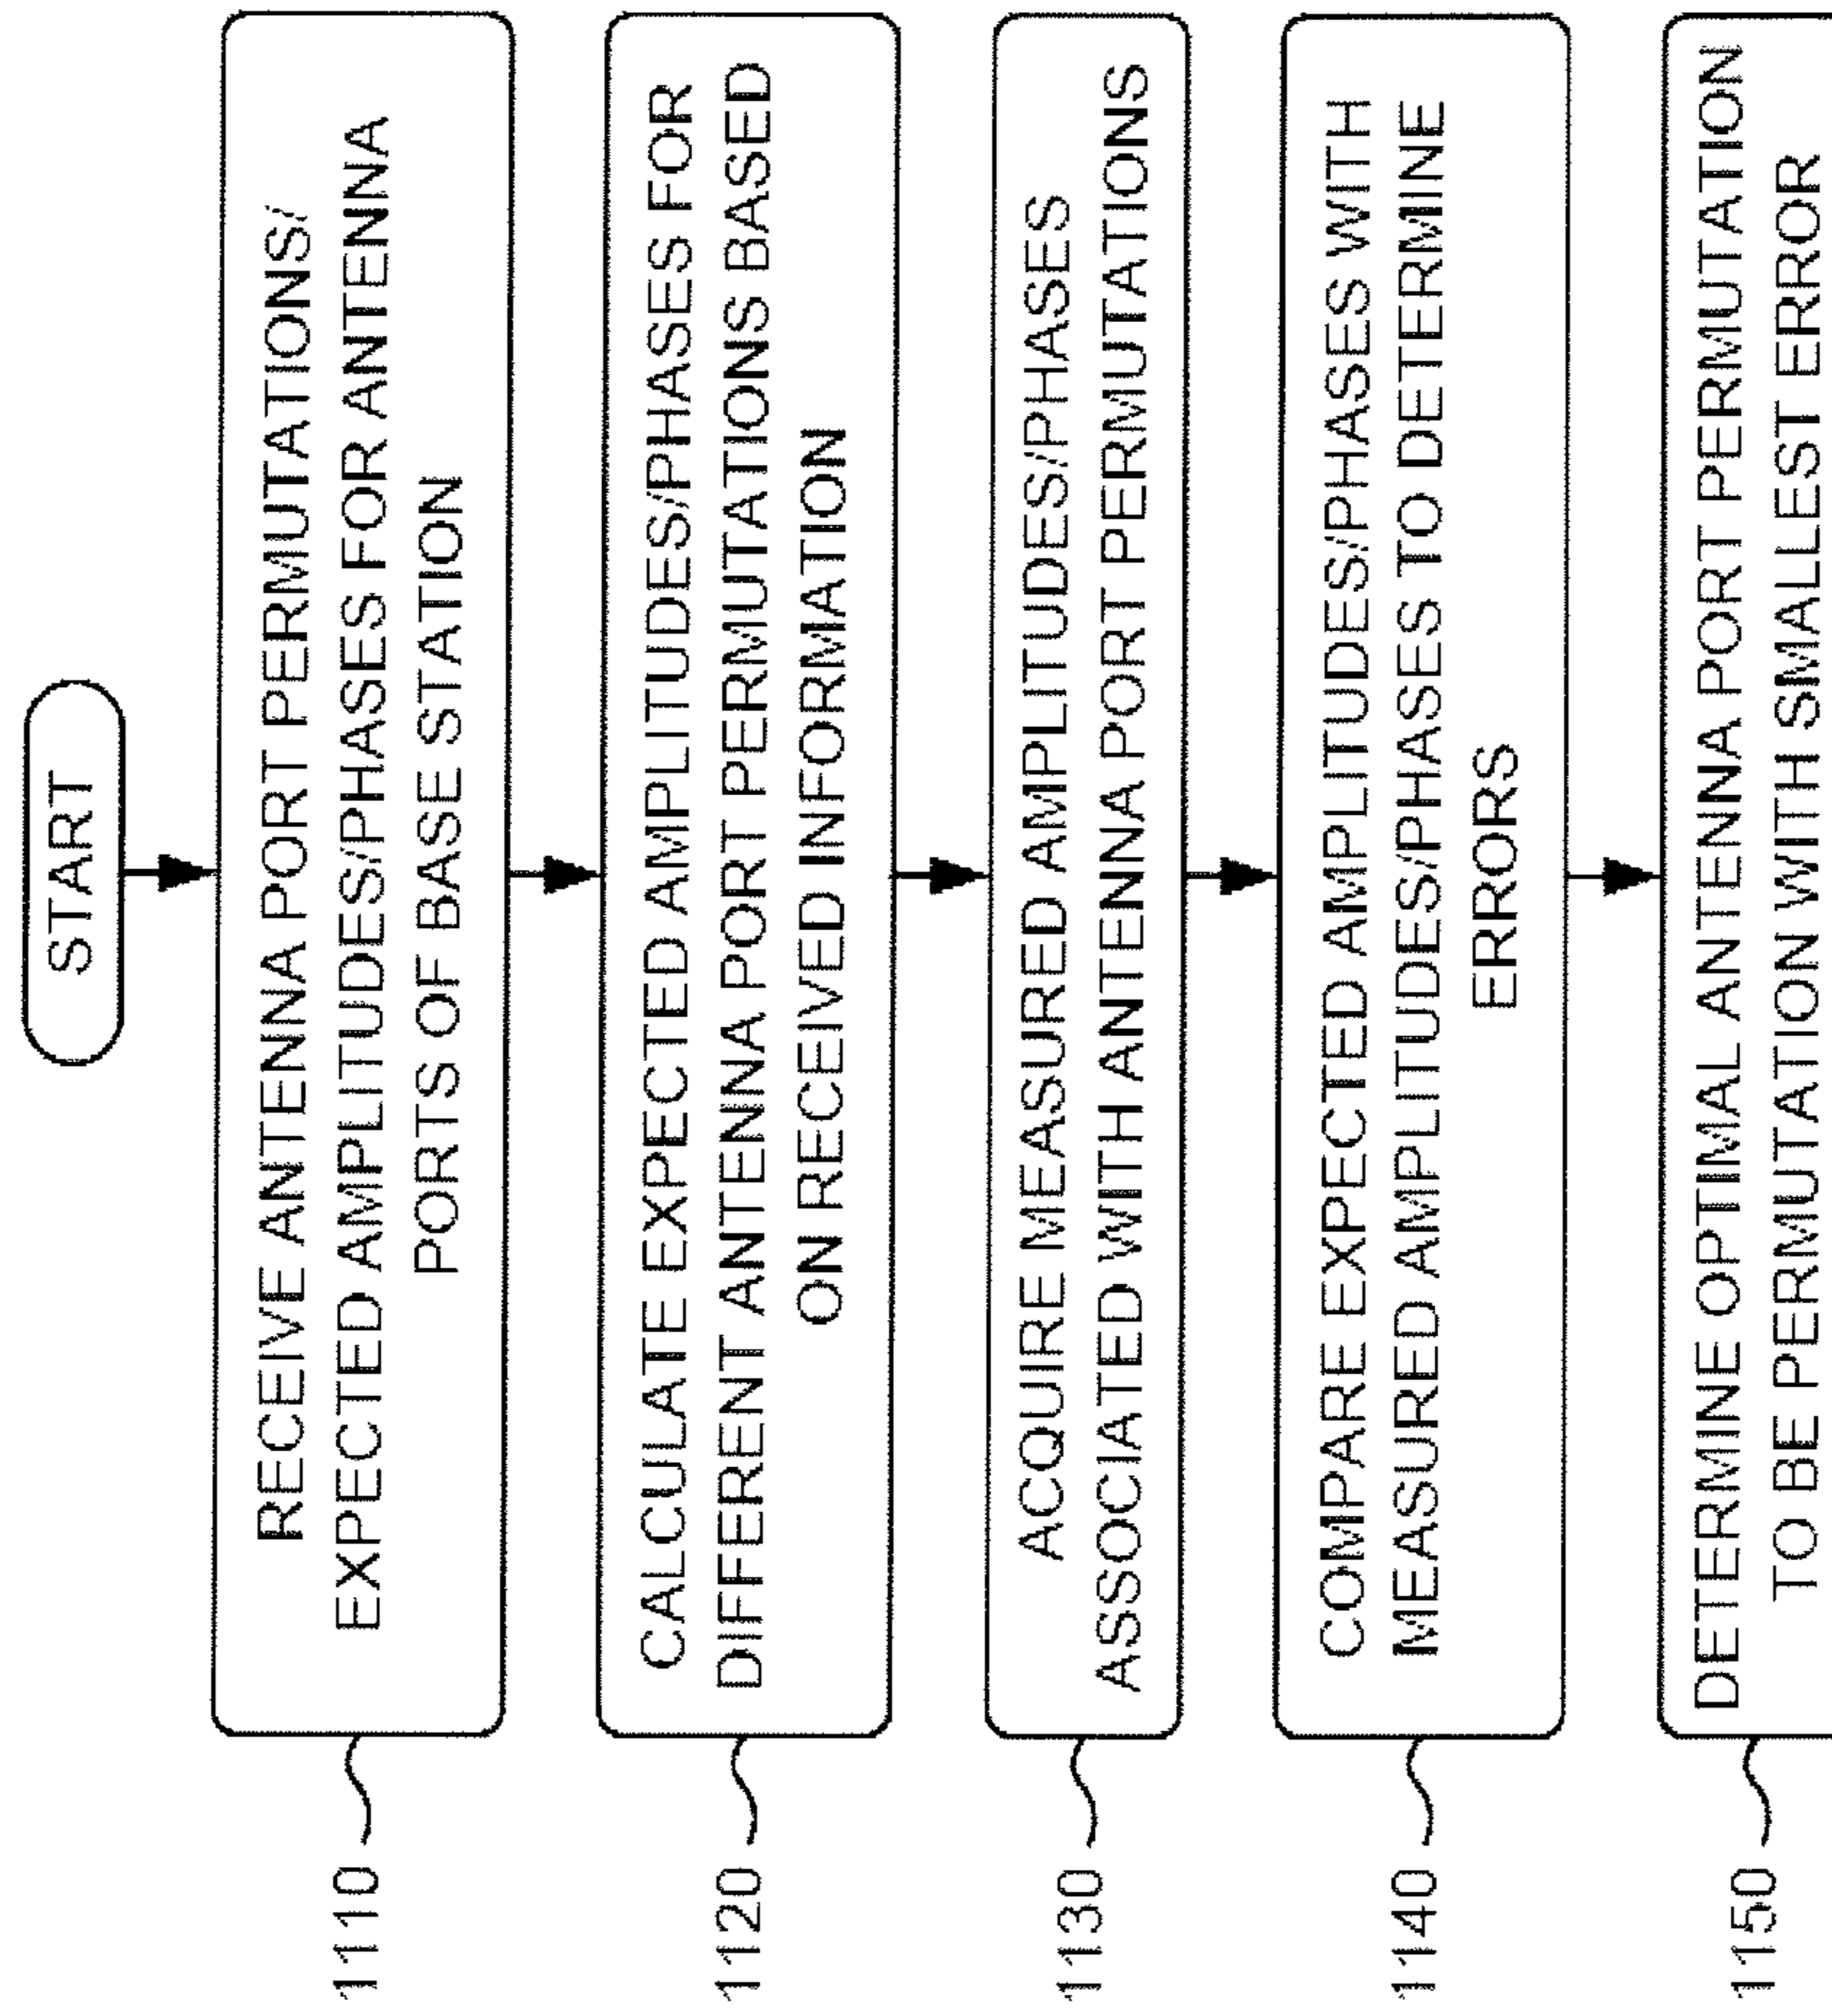 START
RECEIVE ANTENNA PORT PERMUTATIONS/
EXPECTED AMPLITUDES/PHASES FOR ANTENNA
PORTS OF BASE STATION
1110
CALCULATE EXPECTED AMPLITUDES/PHASES FOR
DIFFERENT ANTENNA PORT PERMUTATIONS BASED
ON RECEIVED INFORMATION
1120
ACQUIRE MEASURED AMPLITUDES/PHASES
ASSOCIATED WITH ANTENNA PORT PERMUTATIONS
1130
COMPARE EXPECTED AMPLITUDES/PHASES WITH
MEASURED AMPLITUDES/PHASES TO DETERMINE
ERRORS
1140
DETERMINE OPTIMAL ANTENNA PORT PERMUTATION
TO BE PERMUTATION WITH SMALLEST ERROR
1150